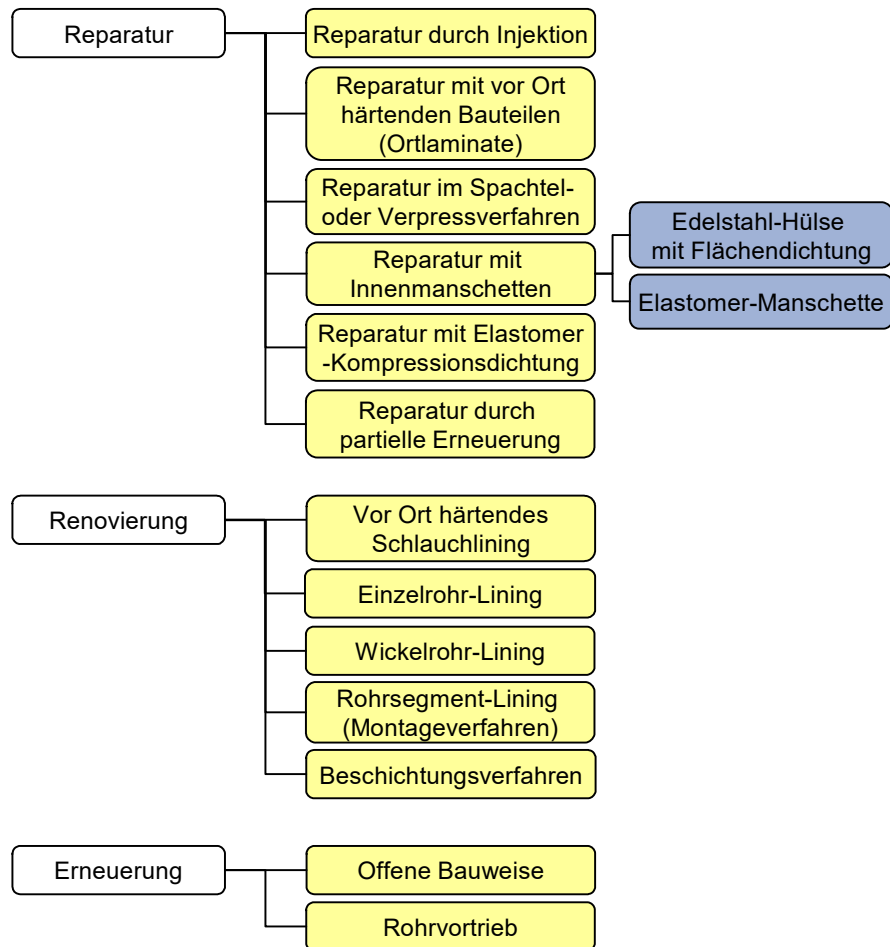 Reparatur
Reparatur durch Injektion
Reparatur mit vor Ort
härtenden Bauteilen
(Ortlaminate)
Reparatur im Spachtel-
oder Verpressverfahren
Reparatur mit
Innenmanschetten
Edelstahl-Hülse
mit Flächendichtung
Elastomer-Manschette
Reparatur mit Elastomer
-Kompressionsdichtung
Reparatur durch
partielle Erneuerung
Renovierung
Vor Ort härtendes
Schlauchlining
Einzelrohr-Lining
Wickelrohr-Lining
Rohrsegment-Lining
(Montageverfahren)
Beschichtungsverfahren
Erneuerung
Offene Bauweise
Rohrvortrieb